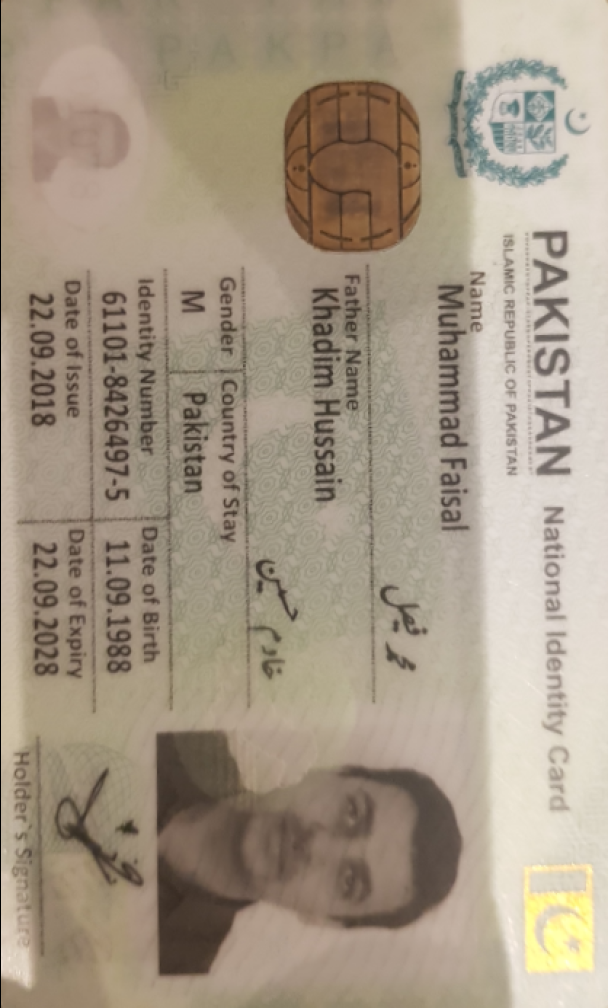 PAKISTAN National Identity Card
ISLAMIC REPUBLIC OF PAKISTAN
Name
Muhammad Faisal
محمد فیصل
Father Name
Khadim Hussain
خادم حسین
Gender Country of Stay
M Pakistan
Identity Number Date of Birth
61101-8426497-5 11.09.1988
Date of Issue Date of Expiry
22.09.2018 22.09.2028
Holder's Signature